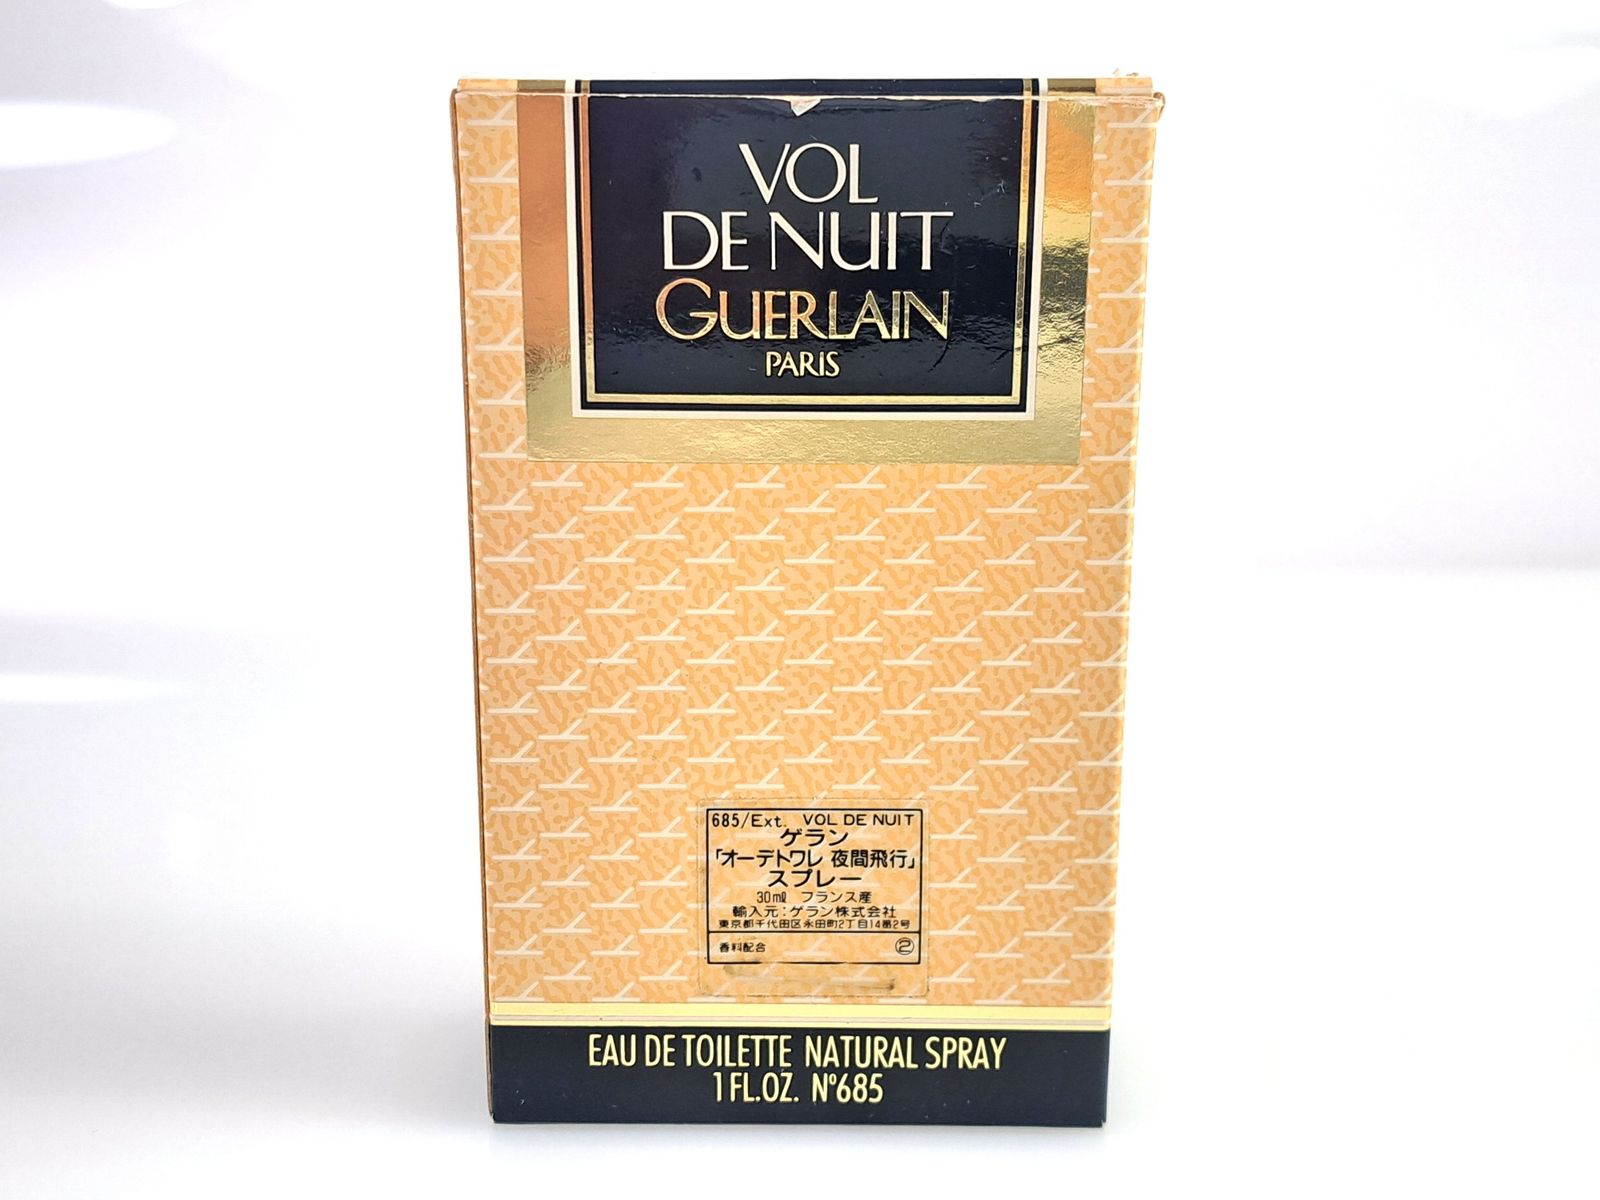 VOL
DE NUIT
GUERLAIN
PARIS
685/Ext. VOL DE NUIT
ゲラン
「オーデトワレ 夜間飛行」
スプレー
30mℓ フランス産
輸入元:ゲラン株式会社
東京都千代田区永田町2丁目14番2号
香料配合 ②
EAU DE TOILETTE NATURAL SPRAY
1 FL.OZ. Nº685